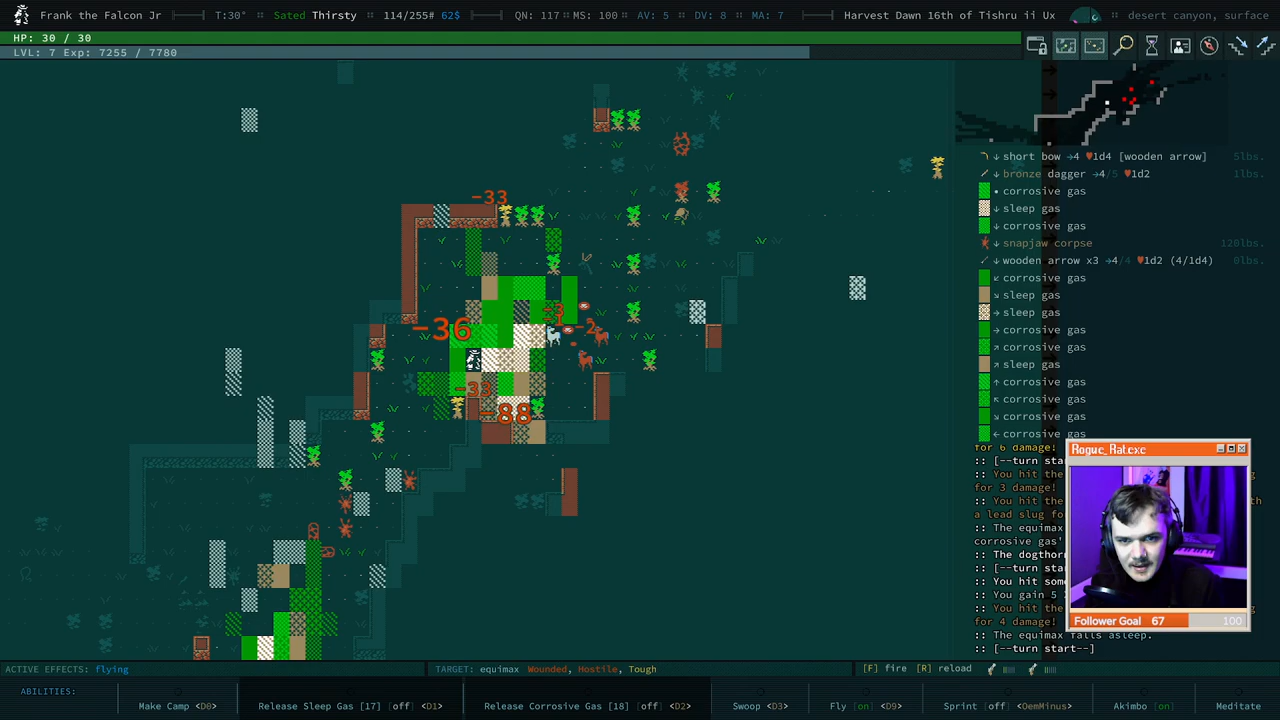 Frank the Falcon Jr T:30° :: Sated Thirsty :: 114/255# 62$ QN: 117 :: MS: 100 :: AV: 5 :: DV: 8 :: MA: 7 Harvest Dawn 16th of Tishru ii Ux :: desert canyon, surface
HP: 30 / 30
LVL: 7 Exp: 7255 / 7780
-33
-36
-3
-2
-33
-88
short bow →4 ♥1d4 [wooden arrow] 5lbs.
bronze dagger →4/5 ♥1d2 1lbs.
corrosive gas
sleep gas
corrosive gas
snapjaw corpse 120lbs.
wooden arrow x3 →4/4 ♥1d2 (4/1d4) 0lbs.
corrosive gas
sleep gas
sleep gas
corrosive gas
corrosive gas
sleep gas
corrosive gas
corrosive gas
corrosive gas
corrosive gas
for 6 damage!
:: [--turn sta
:: You hit the
for 3 damage!
:: You hit the
a lead slug fo
:: The equimax
corrosive gas'
:: The dogthor
:: [--turn sta
:: You hit som
:: You gain 5
:: You hit the
for 4 damage!
:: The equimax falls asleep.
:: [--turn start--]
Rogue_Rat.exe
Follower Goal 67 100
ACTIVE EFFECTS: flying TARGET: equimax Wounded, Hostile, Tough [F] fire [R] reload
ABILITIES: Make Camp <D0> Release Sleep Gas [17] [off] <D1> Release Corrosive Gas [18] [off] <D2> Swoop <D3> Fly [on] <D9> Sprint [off] <OemMinus> Akimbo [on] Meditate